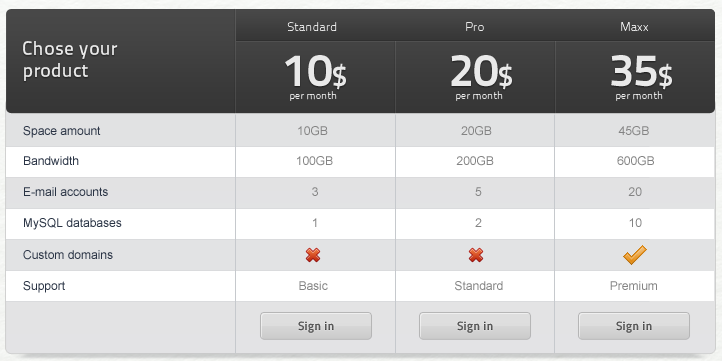 Chose your
product
Standard Pro Maxx
10$ 20$ 35$
per month per month per month
Space amount 10GB 20GB 45GB
Bandwidth 100GB 200GB 600GB
E-mail accounts 3 5 20
MySQL databases 1 2 10
Custom domains
Support Basic Standard Premium
Sign in Sign in Sign in